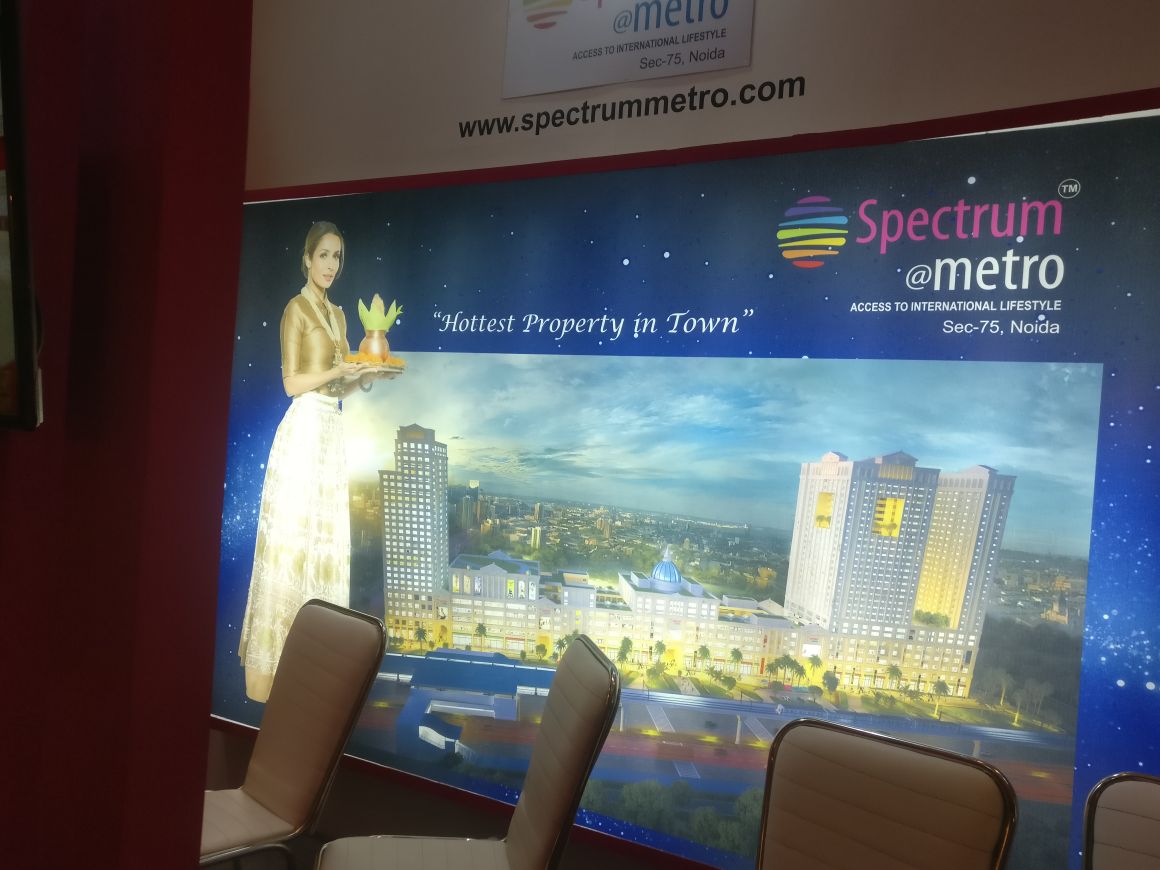 @metro
ACCESS TO INTERNATIONAL LIFESTYLE
Sec-75, Noida
www.spectrummetro.com
Spectrum TM
@metro
ACCESS TO INTERNATIONAL LIFESTYLE
Sec-75, Noida
“Hottest Property in Town”